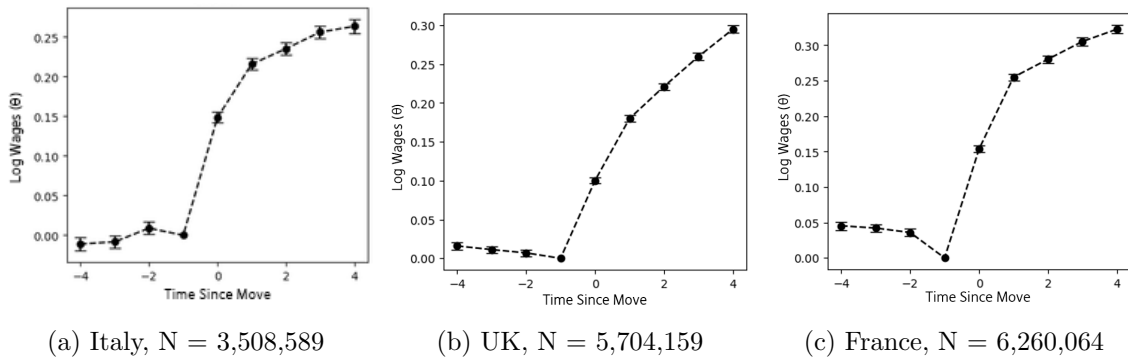 0.25
0.20
0.15
0.10
0.05
0.00
Log Wages (θ)
−4 −2 0 2 4
Time Since Move
(a) Italy, N = 3,508,589
0.30
0.25
0.20
0.15
0.10
0.05
0.00
Log Wages (θ)
−4 −3 −2 −1 0 1 2 3 4
Time Since Move
(b) UK, N = 5,704,159
0.30
0.25
0.20
0.15
0.10
0.05
0.00
Log Wages (θ)
−4 −2 0 2 4
Time Since Move
(c) France, N = 6,260,064